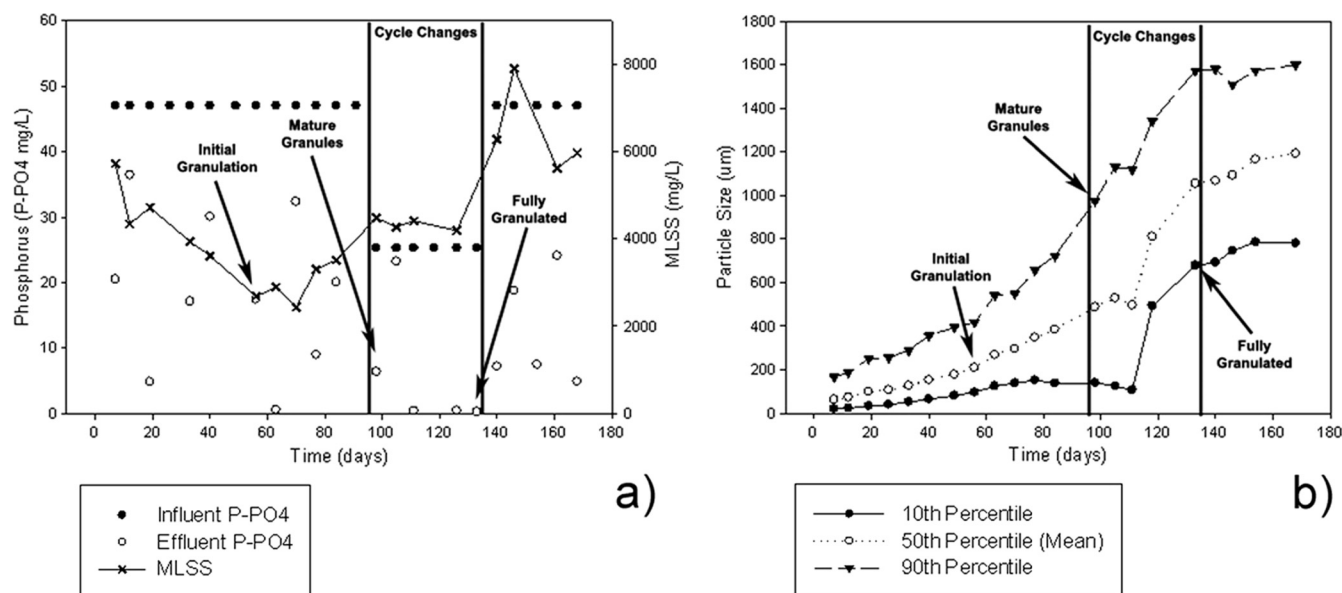 60
50
40
30
20
10
0
Phosphorus (P-PO4 mg/L)
Cycle Changes
Mature
Granules
Initial
Granulation
Fully
Granulated
8000
6000
4000
2000
0
MLSS (mg/L)
0 20 40 60 80 100 120 140 160 180
Time (days)
a)
Influent P-PO4
Effluent P-PO4
MLSS
1800
1600
1400
1200
1000
800
600
400
200
0
Particle Size (um)
Cycle Changes
Mature
Granules
Initial
Granulation
Fully
Granulated
0 20 40 60 80 100 120 140 160 180
Time (days)
b)
10th Percentile
50th Percentile (Mean)
90th Percentile